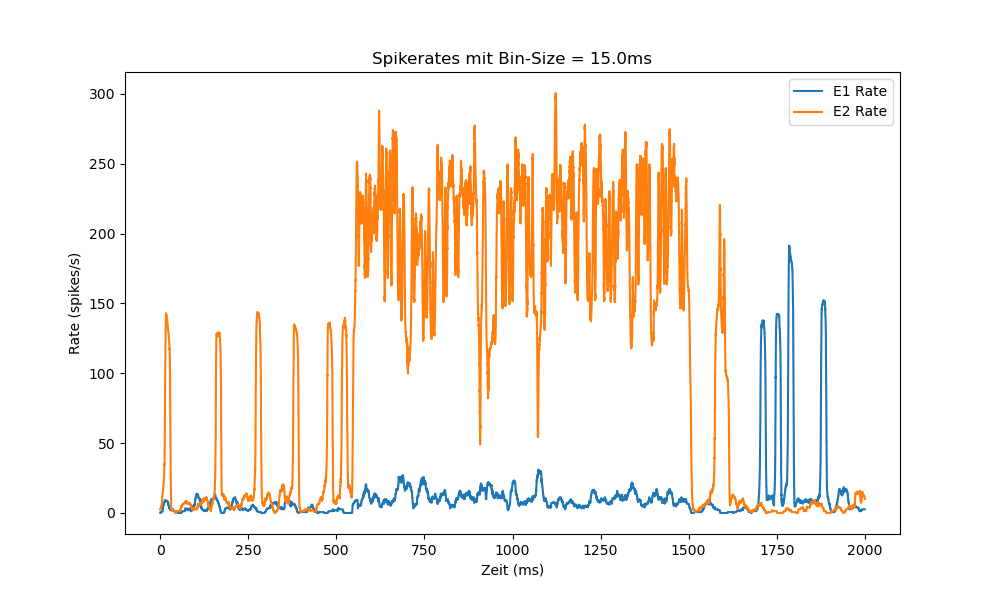 Spikerates mit Bin-Size = 15.0ms
E1 Rate
E2 Rate
300
250
200
150
100
50
0
Rate (spikes/s)
0 250 500 750 1000 1250 1500 1750 2000
Zeit (ms)